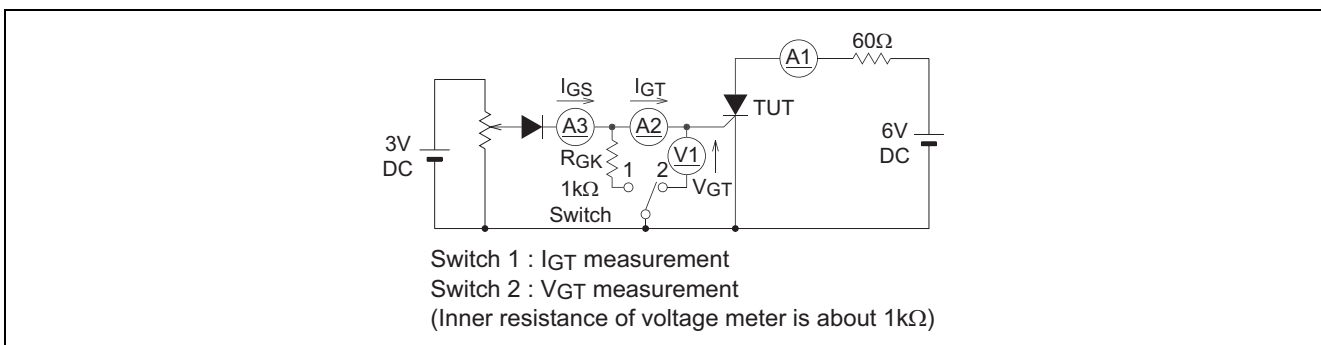 60Ω
A1
IGS
IGT
TUT
A3
A2
3V
DC
6V
DC
RGK
1
2
V1
1kΩ
VGT
Switch
Switch 1 : IGT measurement
Switch 2 : VGT measurement
(Inner resistance of voltage meter is about 1kΩ)